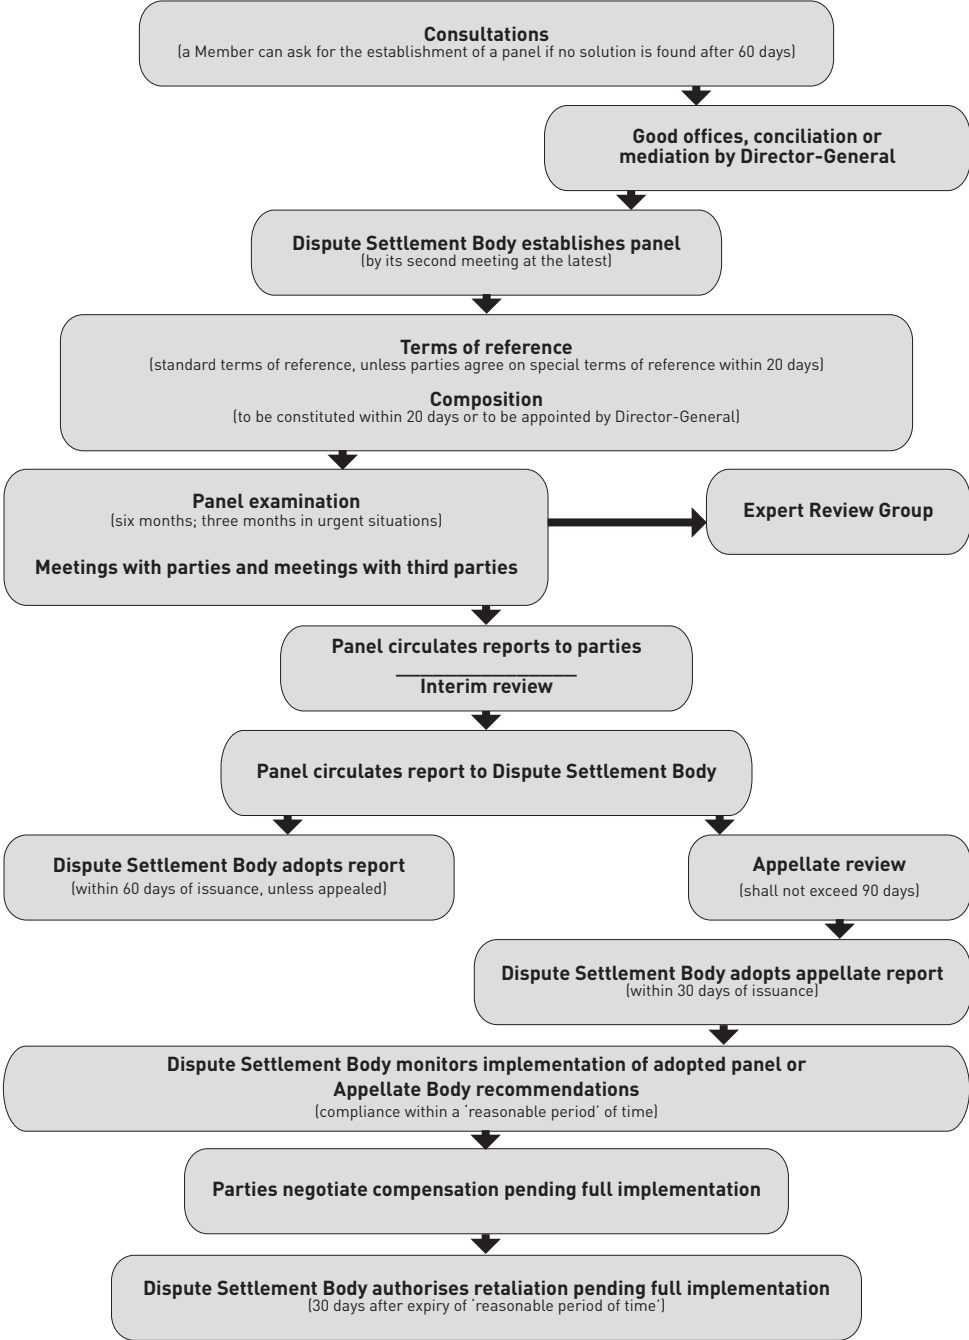 Consultations
(a Member can ask for the establishment of a panel if no solution is found after 60 days)
Good offices, conciliation or
mediation by Director-General
Dispute Settlement Body establishes panel
(by its second meeting at the latest)
Terms of reference
(standard terms of reference, unless parties agree on special terms of reference within 20 days)
Composition
(to be constituted within 20 days or to be appointed by Director-General)
Panel examination
(six months; three months in urgent situations)
Meetings with parties and meetings with third parties
Expert Review Group
Panel circulates reports to parties
Interim review
Panel circulates report to Dispute Settlement Body
Dispute Settlement Body adopts report
(within 60 days of issuance, unless appealed)
Appellate review
(shall not exceed 90 days)
Dispute Settlement Body adopts appellate report
(within 30 days of issuance)
Dispute Settlement Body monitors implementation of adopted panel or
Appellate Body recommendations
(compliance within a ‘reasonable period’ of time)
Parties negotiate compensation pending full implementation
Dispute Settlement Body authorises retaliation pending full implementation
(30 days after expiry of ‘reasonable period of time’)